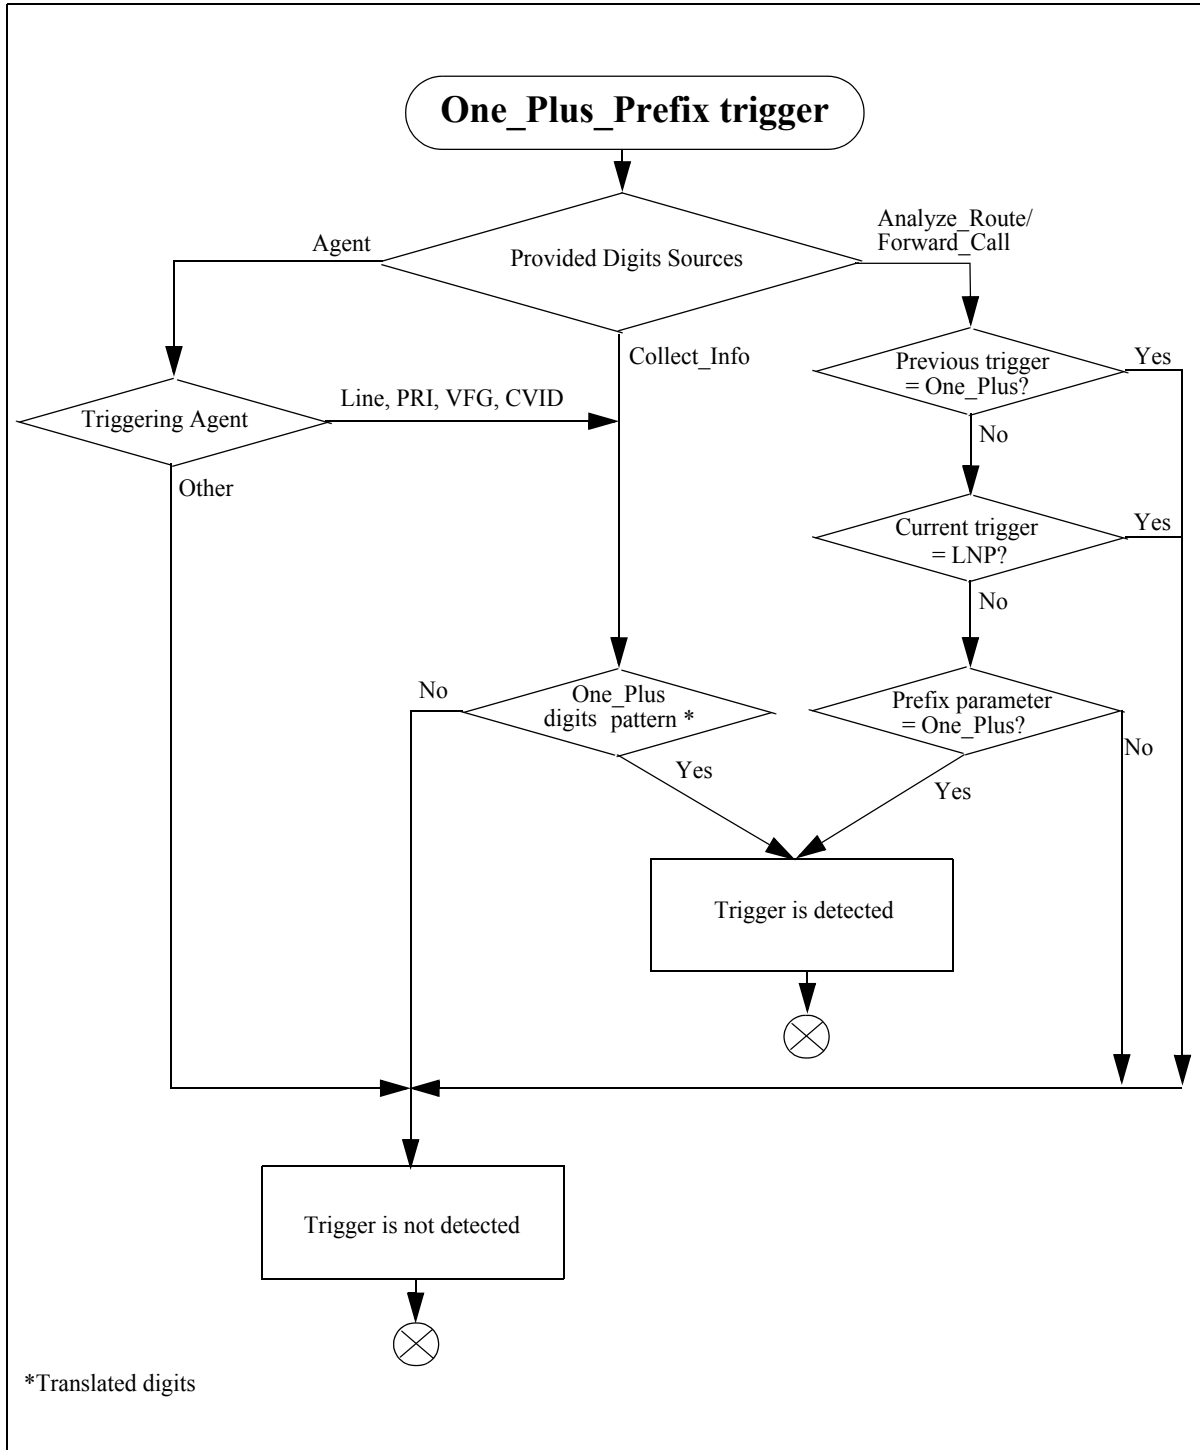 One_Plus_Prefix trigger
Analyze_Route/
Forward_Call
Agent
Provided Digits Sources
Collect_Info
Previous trigger
= One_Plus?
Yes
Line, PRI, VFG, CVID
Triggering Agent
No
Other
Current trigger
= LNP?
Yes
No
No
One_Plus
digits pattern *
Prefix parameter
= One_Plus?
No
Yes
Yes
Trigger is detected
Trigger is not detected
*Translated digits